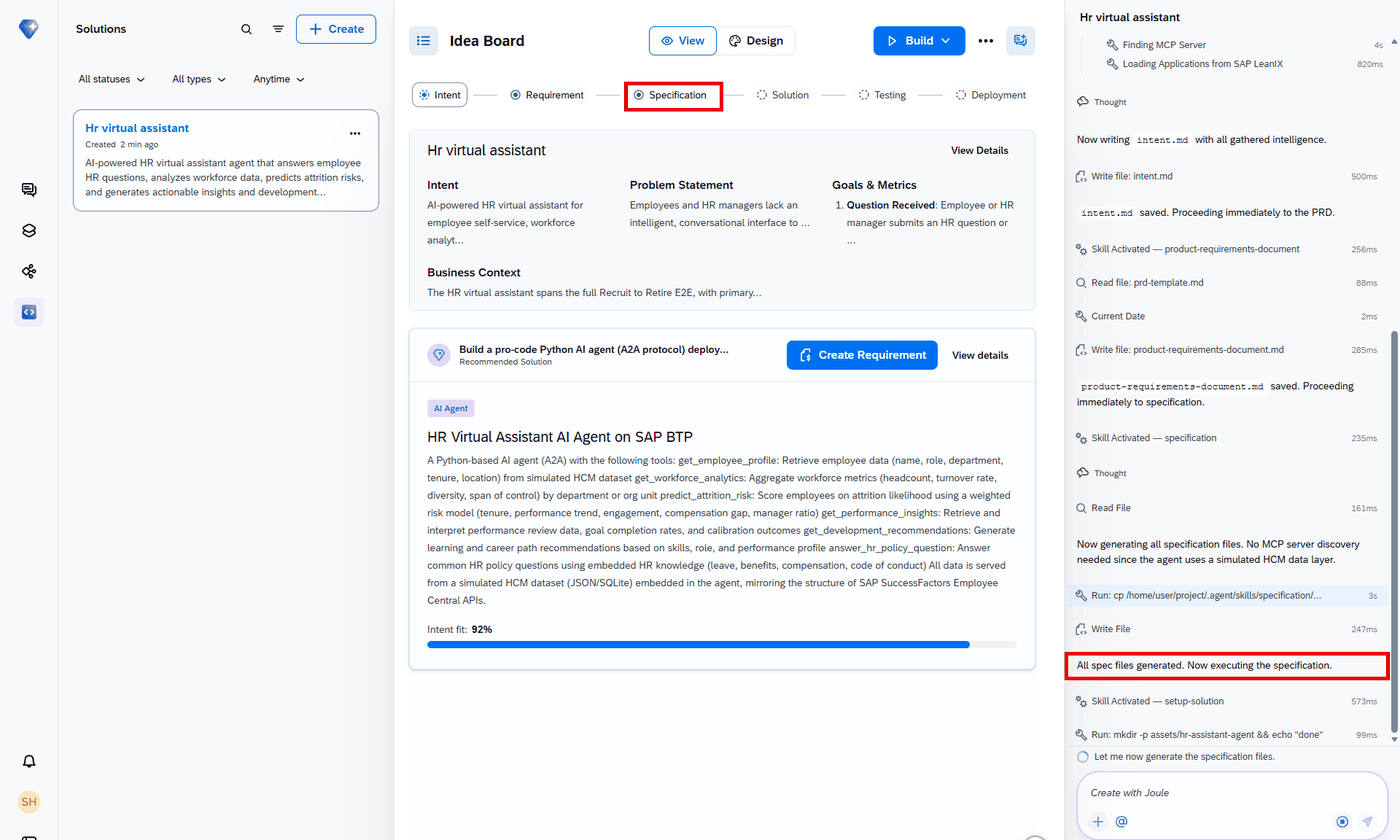 Solutions
Create
All statuses
All types
Anytime
Hr virtual assistant
Created 2 min ago
AI-powered HR virtual assistant agent that answers employee
HR questions, analyzes workforce data, predicts attrition risks,
and generates actionable insights and development...
SH
Idea Board
View
Design
Build
Intent
Requirement
Specification
Solution
Testing
Deployment
Hr virtual assistant
View Details
Intent
AI-powered HR virtual assistant for
employee self-service, workforce
analyt...
Problem Statement
Employees and HR managers lack an
intelligent, conversational interface to ...
Goals & Metrics
1. Question Received: Employee or HR
manager submits an HR question or
...
Business Context
The HR virtual assistant spans the full Recruit to Retire E2E, with primary...
Build a pro-code Python AI agent (A2A protocol) deploy...
Recommended Solution
Create Requirement
View details
AI Agent
HR Virtual Assistant AI Agent on SAP BTP
A Python-based AI agent (A2A) with the following tools: get_employee_profile: Retrieve employee data (name, role, department,
tenure, location) from simulated HCM dataset get_workforce_analytics: Aggregate workforce metrics (headcount, turnover rate,
diversity, span of control) by department or org unit predict_attrition_risk: Score employees on attrition likelihood using a weighted
risk model (tenure, performance trend, engagement, compensation gap, manager ratio) get_performance_insights: Retrieve and
interpret performance review data, goal completion rates, and calibration outcomes get_development_recommendations: Generate
learning and career path recommendations based on skills, role, and performance profile answer_hr_policy_question: Answer
common HR policy questions using embedded HR knowledge (leave, benefits, compensation, code of conduct) All data is served
from a simulated HCM dataset (JSON/SQLite) embedded in the agent, mirroring the structure of SAP SuccessFactors Employee
Central APIs.
Intent fit: 92%
Hr virtual assistant
Finding MCP Server 4s
Loading Applications from SAP LeanIX 820ms
Thought
Now writing intent.md with all gathered intelligence.
Write file: intent.md 500ms
intent.md saved. Proceeding immediately to the PRD.
Skill Activated — product-requirements-document 256ms
Read file: prd-template.md 88ms
Current Date 2ms
Write file: product-requirements-document.md 285ms
product-requirements-document.md saved. Proceeding
immediately to specification.
Skill Activated — specification 235ms
Thought
Read File 161ms
Now generating all specification files. No MCP server discovery
needed since the agent uses a simulated HCM data layer.
Run: cp /home/user/project/.agent/skills/specification/... 3s
Write File 247ms
All spec files generated. Now executing the specification.
Skill Activated — setup-solution 573ms
Run: mkdir -p assets/hr-assistant-agent && echo "done" 99ms
Let me now generate the specification files.
Create with Joule